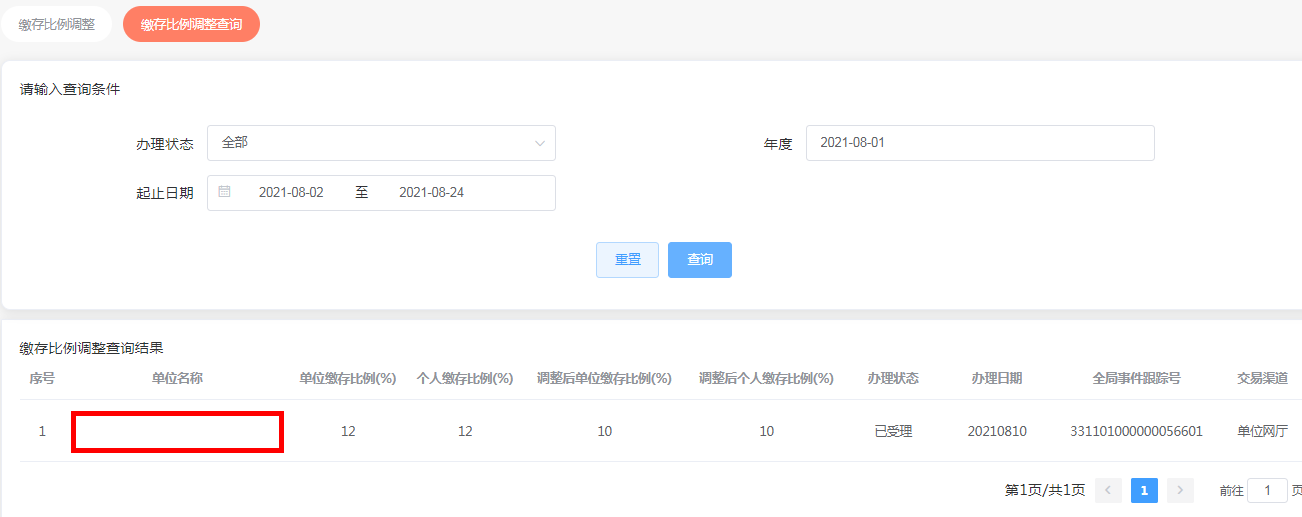 缴存比例调整 缴存比例调整查询
请输入查询条件
办理状态 全部 年度 2021-08-01
起止日期 2021-08-02 至 2021-08-24
重置 查询
缴存比例调整查询结果
序号 单位名称 单位缴存比例(%) 个人缴存比例(%) 调整后单位缴存比例(%) 调整后个人缴存比例(%) 办理状态 办理日期 全局事件跟踪号 交易渠道
1 12 12 10 10 已受理 20210810 331101000000056601 单位网厅
第1页/共1页 1 前往 1 页